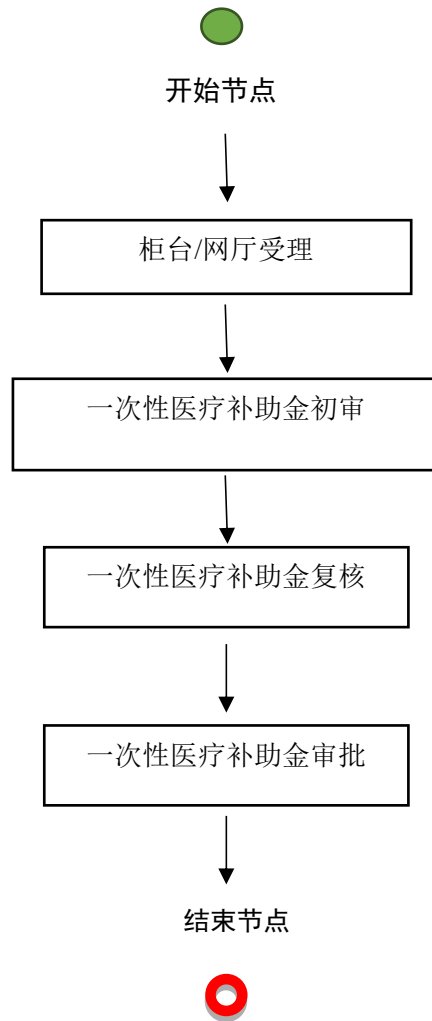 开始节点
柜台/网厅受理
一次性医疗补助金初审
一次性医疗补助金复核
一次性医疗补助金审批
结束节点